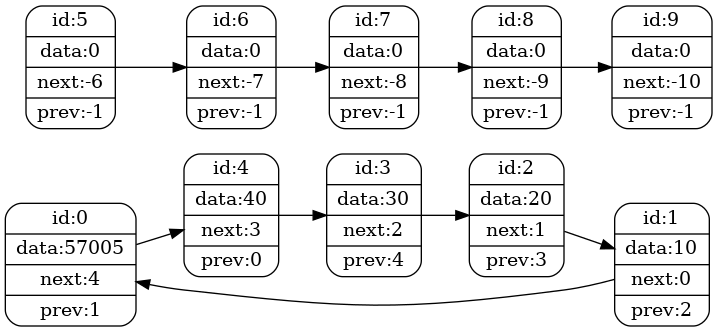 id:5
data:0
next:-6
prev:-1
id:6
data:0
next:-7
prev:-1
id:7
data:0
next:-8
prev:-1
id:8
data:0
next:-9
prev:-1
id:9
data:0
next:-10
prev:-1
id:0
data:57005
next:4
prev:1
id:4
data:40
next:3
prev:0
id:3
data:30
next:2
prev:4
id:2
data:20
next:1
prev:3
id:1
data:10
next:0
prev:2